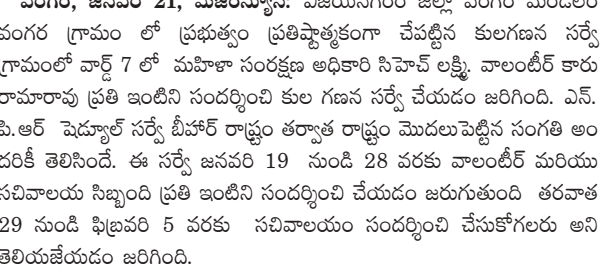 వంగర, జనవరి 21, మేజర్‌న్యూస్: విజయనగరం జిల్లా వంగర మండలం
వంగర గ్రామం లో ప్రభుత్వం ప్రతిష్టాత్మకంగా చేపట్టిన కులగణన సర్వే
గ్రామంలో వార్డ్ 7 లో మహిళా సంరక్షణ అధికారి సిహెచ్ లక్ష్మి. వాలంటీర్ కారు
రామారావు ప్రతి ఇంటిని సందర్శించి కుల గణన సర్వే చేయడం జరిగింది. ఎన్.
పి.ఆర్ షెడ్యూల్ సర్వే బీహార్ రాష్ట్రం తర్వాత రాష్ట్రం మొదలుపెట్టిన సంగతి అం
దరికీ తెలిసిందే. ఈ సర్వే జనవరి 19 నుండి 28 వరకు వాలంటీర్ మరియు
సచివాలయ సిబ్బంది ప్రతి ఇంటిని సందర్శించి చేయడం జరుగుతుంది తరవాత
29 నుండి ఫిబ్రవరి 5 వరకు సచివాలయం సందర్శించి చేసుకోగలరు అని
తెలియజేయడం జరిగింది.